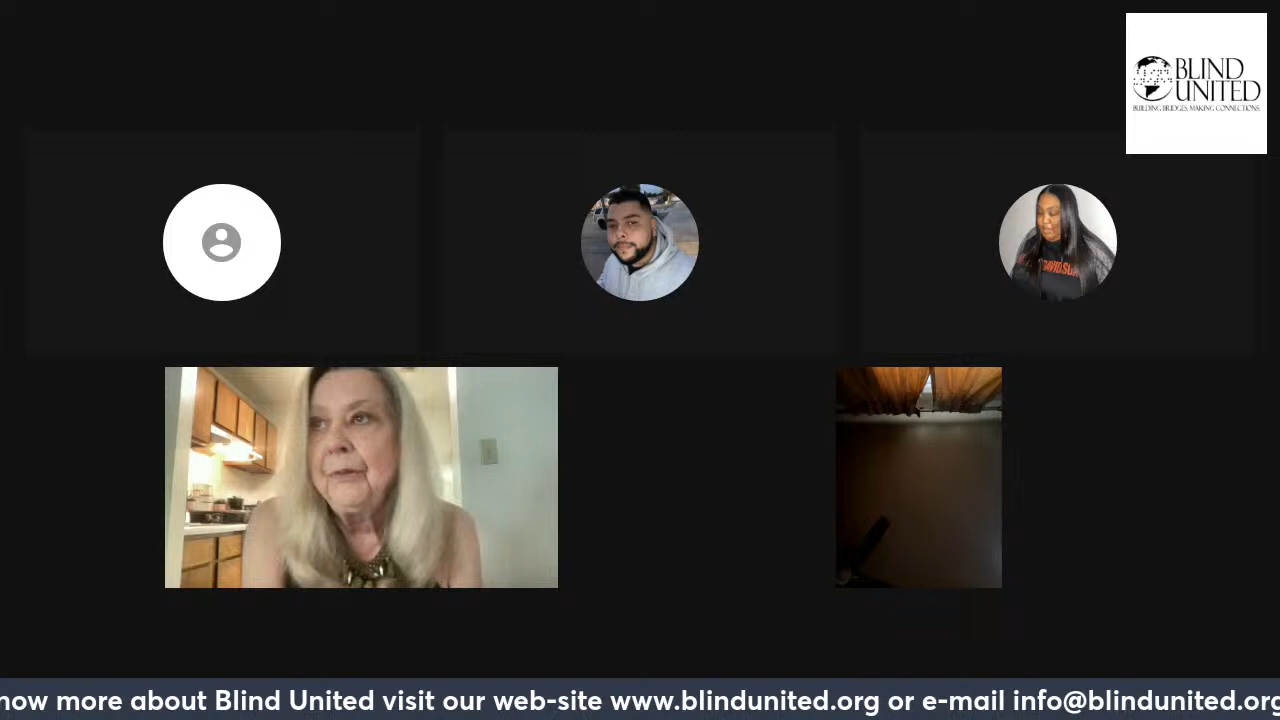 BLIND
UNITED
BUILDING BRIDGES, MAKING CONNECTIONS.
DAVIDSON
now more about Blind United visit our web-site www.blindunited.org or e-mail info@blindunited.org